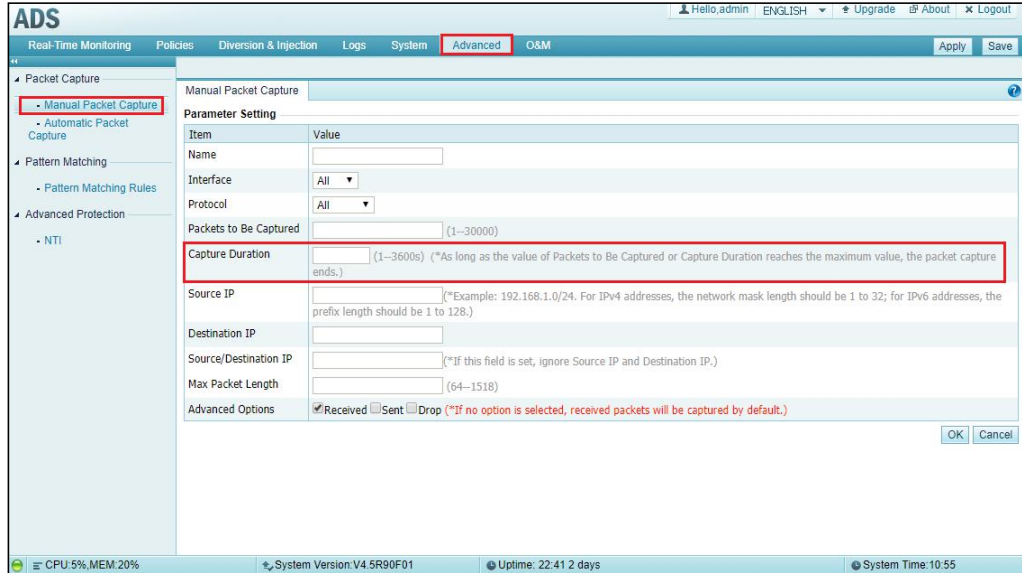 ADS
Hello,admin ENGLISH Upgrade About Logout
Real-Time Monitoring Policies Diversion & Injection Logs System Advanced O&M Apply Save
Packet Capture
Manual Packet Capture
Automatic Packet
Capture
Pattern Matching
Pattern Matching Rules
Advanced Protection
NTI
Manual Packet Capture
Parameter Setting
Item Value
Name
Interface All
Protocol All
Packets to Be Captured (1--30000)
Capture Duration (1--3600s) (*As long as the value of Packets to Be Captured or Capture Duration reaches the maximum value, the packet capture
ends.)
Source IP (*Example: 192.168.1.0/24. For IPv4 addresses, the network mask length should be 1 to 32; for IPv6 addresses, the
prefix length should be 1 to 128.)
Destination IP
Source/Destination IP (*If this field is set, ignore Source IP and Destination IP.)
Max Packet Length (64--1518)
Advanced Options Received Sent Drop (*If no option is selected, received packets will be captured by default.)
OK Cancel
CPU:5%,MEM:20% System Version:V4.5R90F01 Uptime: 22:41 2 days System Time:10:55